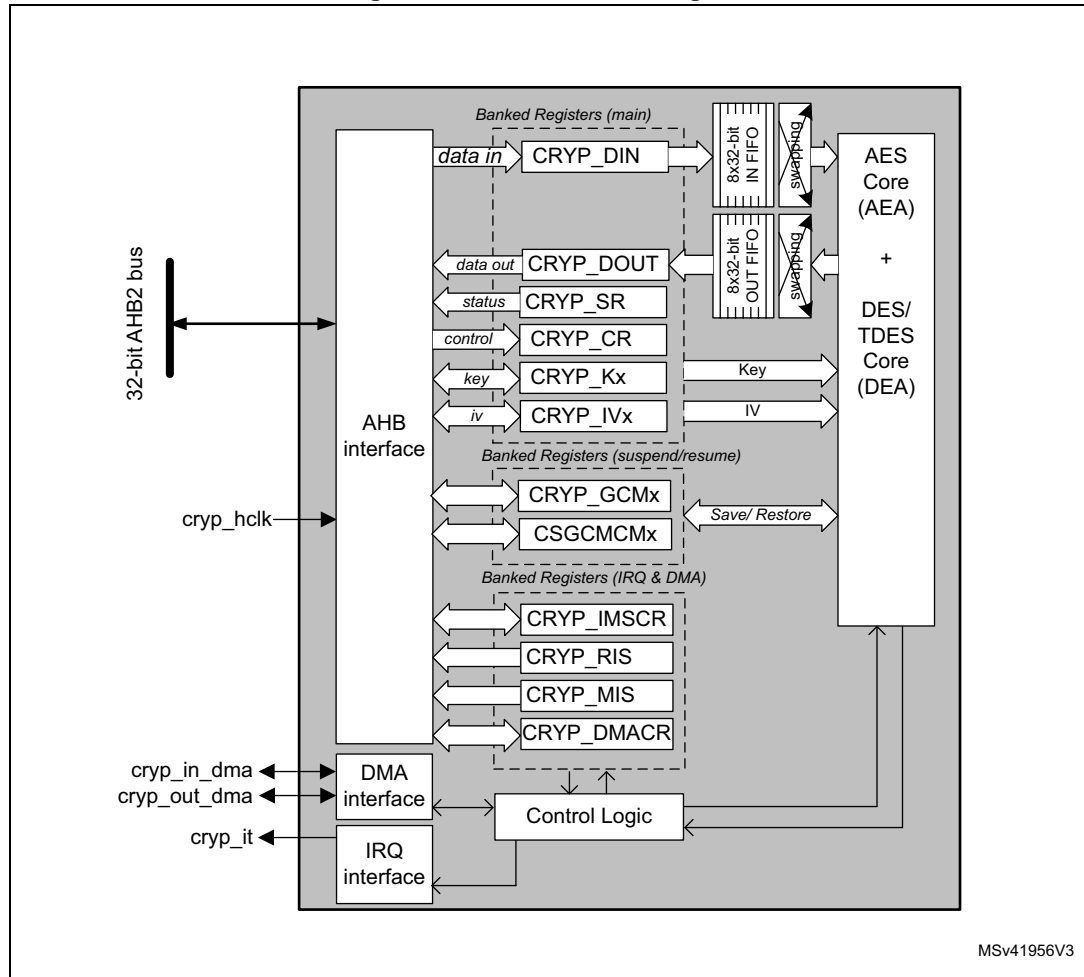 Banked Registers (main)
data in
CRYP_DIN
8x32-bit
IN FIFO
swapping
AES
Core
(AEA)
+
DES/
TDES
Core
(DEA)
32-bit AHB2 bus
data out
CRYP_DOUT
8x32-bit
OUT FIFO
swapping
status
CRYP_SR
control
CRYP_CR
key
CRYP_Kx
Key
iv
CRYP_IVx
IV
AHB
interface
Banked Registers (suspend/resume)
CRYP_GCMx
cryp_hclk
CSGCMCMx
Save/ Restore
Banked Registers (IRQ & DMA)
CRYP_IMSCR
CRYP_RIS
CRYP_MIS
CRYP_DMACR
cryp_in_dma
cryp_out_dma
DMA
interface
Control Logic
cryp_it
IRQ
interface
MSv41956V3